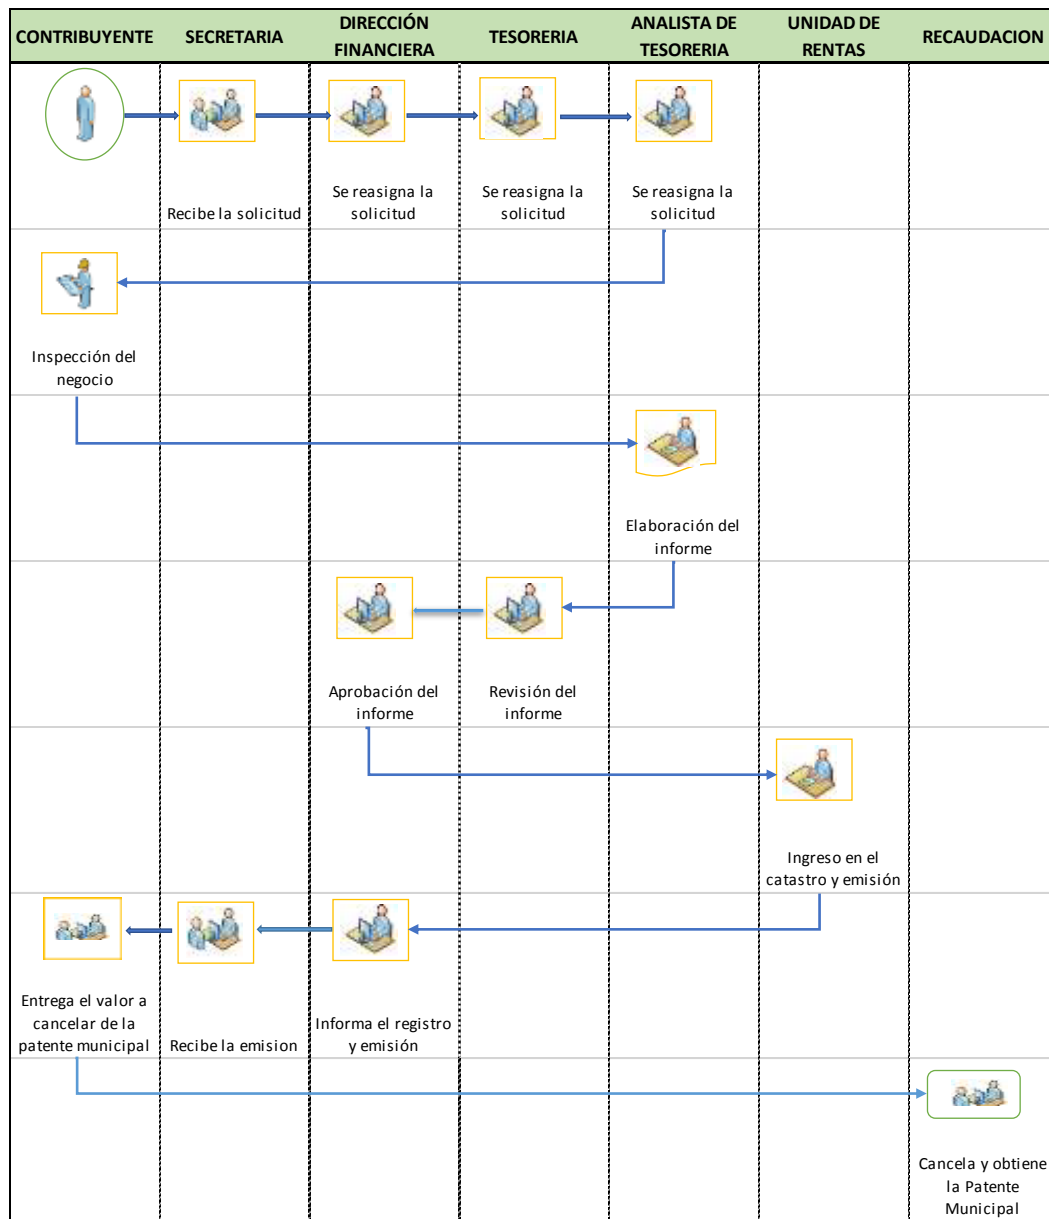 CONTRIBUYENTE
SECRETARIA
DIRECCIÓN
FINANCIERA
TESORERIA
ANALISTA DE
TESORERIA
UNIDAD DE
RENTAS
RECAUDACION
Recibe la solicitud
Se reasigna la
solicitud
Se reasigna la
solicitud
Se reasigna la
solicitud
Inspección del
negocio
Elaboración del
informe
Aprobación del
informe
Revisión del
informe
Ingreso en el
catastro y emisión
Entrega el valor a
cancelar de la
patente municipal
Recibe la emision
Informa el registro
y emisión
Cancela y obtiene
la Patente
Municipal